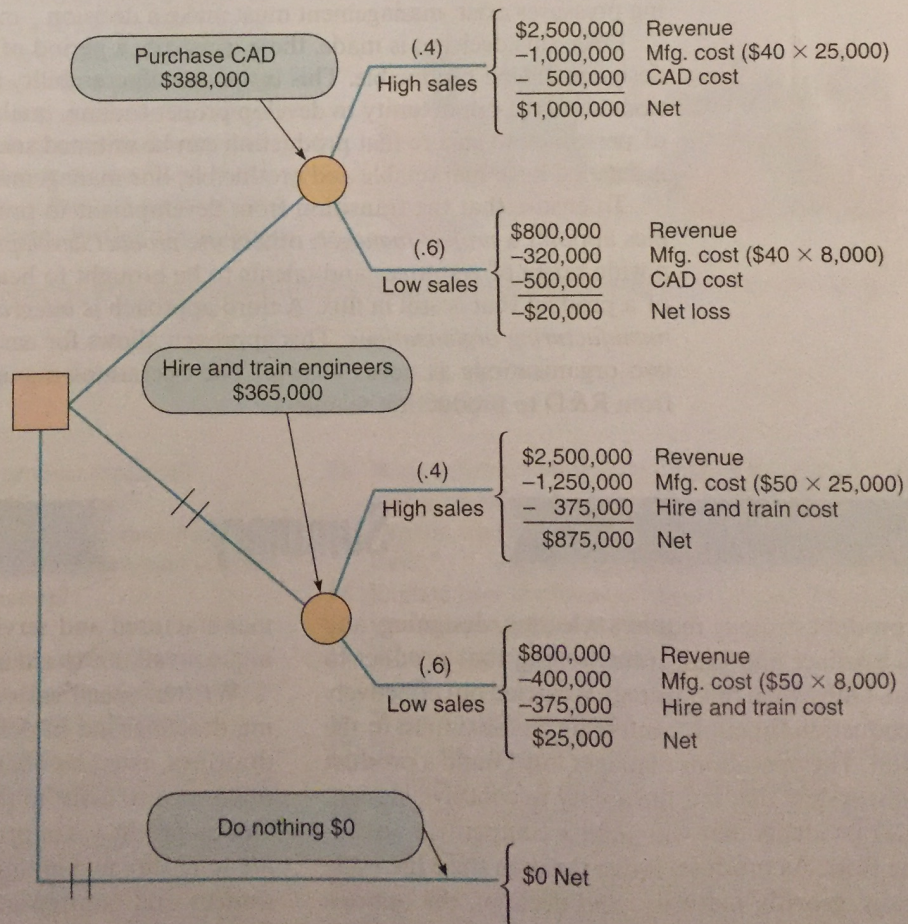 Purchase CAD
$388,000
(.4)
High sales
$2,500,000 Revenue
−1,000,000 Mfg. cost ($40 × 25,000)
500,000 CAD cost
$1,000,000 Net
(.6)
Low sales
$800,000 Revenue
−320,000 Mfg. cost ($40 × 8,000)
−500,000 CAD cost
−$20,000 Net loss
Hire and train engineers
$365,000
(.4)
High sales
$2,500,000 Revenue
−1,250,000 Mfg. cost ($50 × 25,000)
− 375,000 Hire and train cost
$875,000 Net
(.6)
Low sales
$800,000 Revenue
−400,000 Mfg. cost ($50 × 8,000)
−375,000 Hire and train cost
$25,000 Net
Do nothing $0
$0 Net